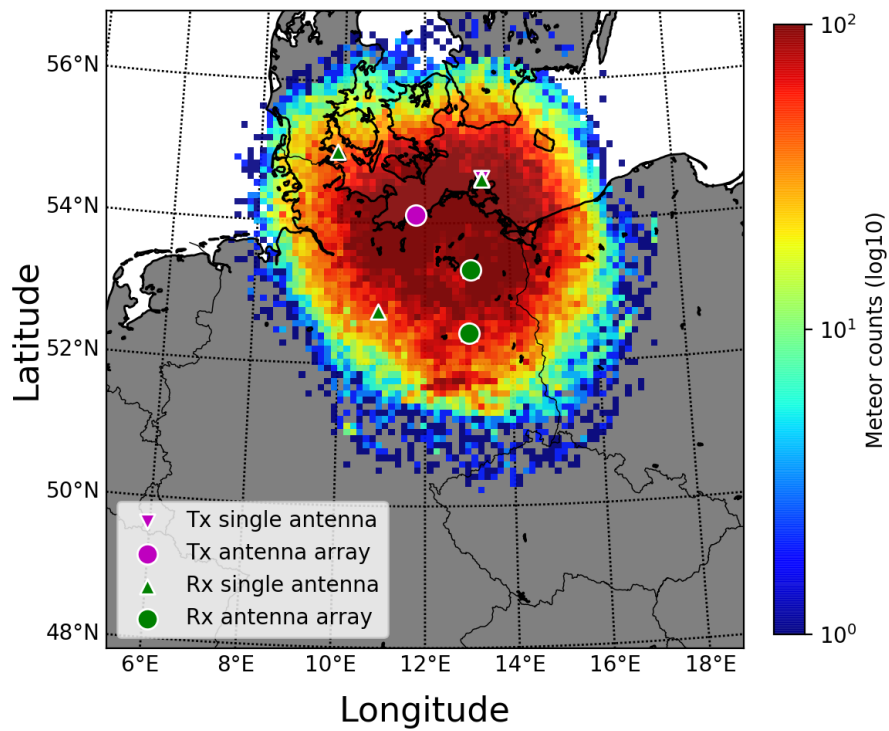 56°N
54°N
52°N
50°N
48°N
Latitude
6°E 8°E 10°E 12°E 14°E 16°E 18°E
Longitude
Tx single antenna
Tx antenna array
Rx single antenna
Rx antenna array
10²
10¹
10⁰
Meteor counts (log10)